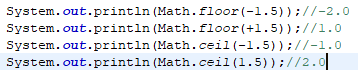 System.out.println(Math.floor(-1.5));//-2.0
System.out.println(Math.floor(+1.5));//1.0
System.out.println(Math.ceil(-1.5));//-1.0
System.out.println(Math.ceil(1.5));//2.0